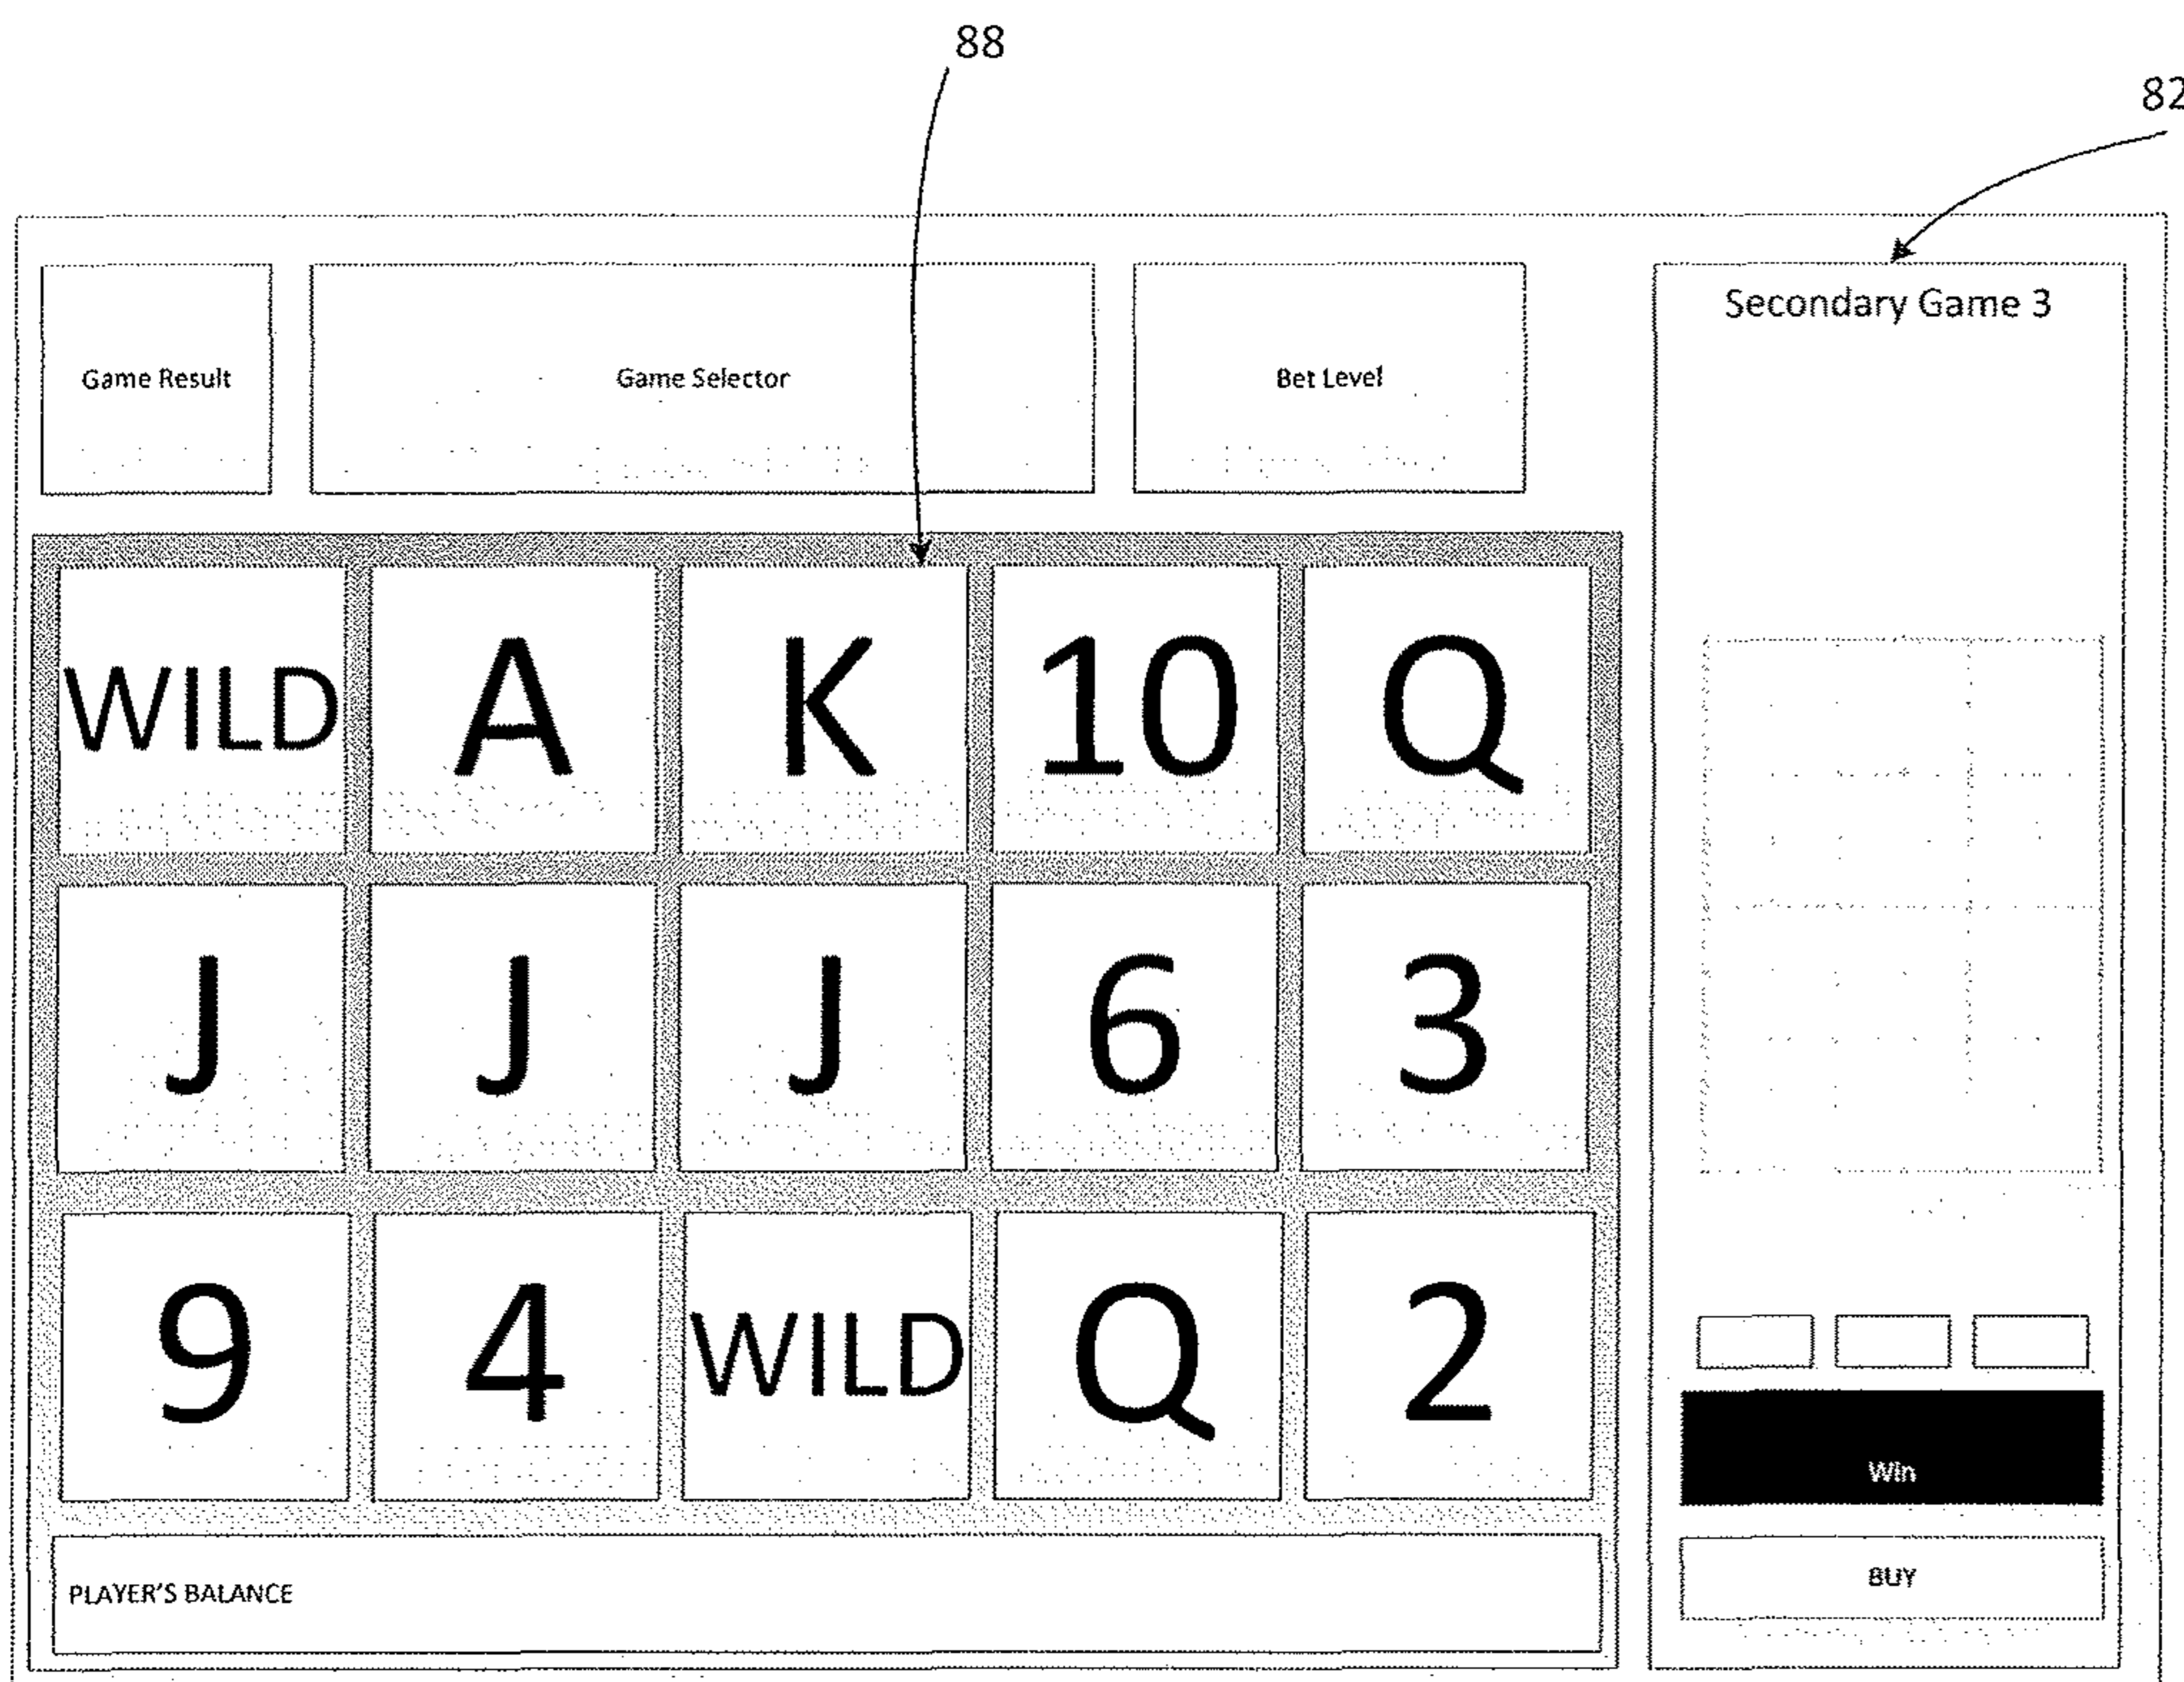 88
82
Secondary Game 3
Game Result
Game Selector
Bet Level
WILD A K 10 Q
J J J 6 3
9 4 WILD Q 2
Win
BUY
PLAYER'S BALANCE